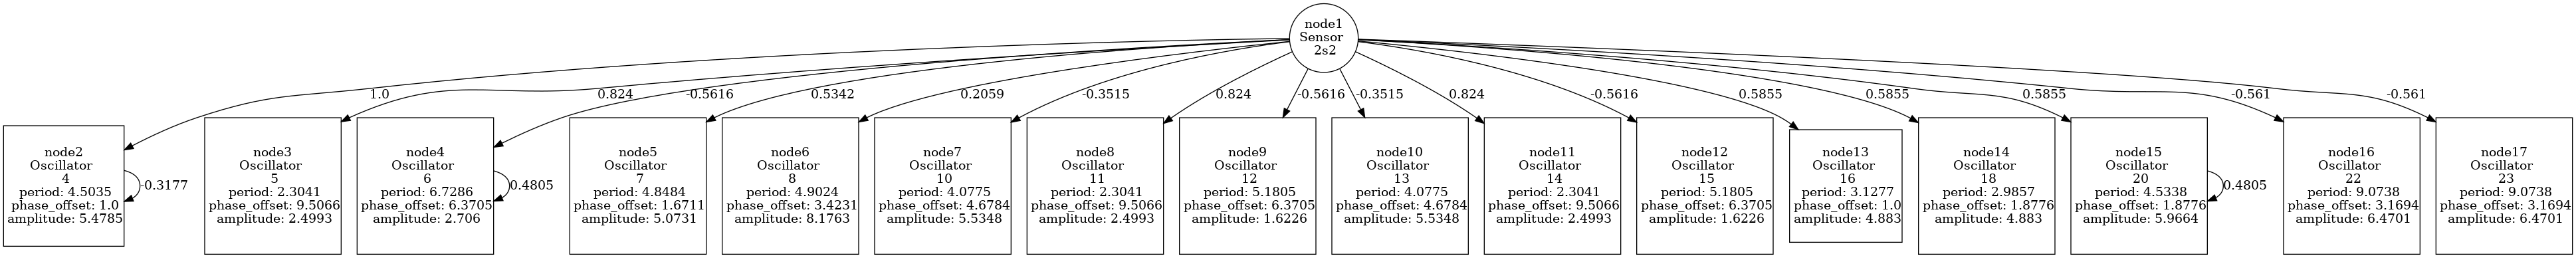 node1
Sensor
2s2
1.0
0.824
-0.5616
0.5342
0.2059
-0.3515
0.824
-0.5616
-0.3515
0.824
-0.5616
0.5855
0.5855
0.5855
-0.561
-0.561
node2
Oscillator
4
period: 4.5035
phase_offset: 1.0
amplitude: 5.4785
-0.3177
node3
Oscillator
5
period: 2.3041
phase_offset: 9.5066
amplitude: 2.4993
node4
Oscillator
6
period: 6.7286
phase_offset: 6.3705
amplitude: 2.706
0.4805
node5
Oscillator
7
period: 4.8484
phase_offset: 1.6711
amplitude: 5.0731
node6
Oscillator
8
period: 4.9024
phase_offset: 3.4231
amplitude: 8.1763
node7
Oscillator
10
period: 4.0775
phase_offset: 4.6784
amplitude: 5.5348
node8
Oscillator
11
period: 2.3041
phase_offset: 9.5066
amplitude: 2.4993
node9
Oscillator
12
period: 5.1805
phase_offset: 6.3705
amplitude: 1.6226
node10
Oscillator
13
period: 4.0775
phase_offset: 4.6784
amplitude: 5.5348
node11
Oscillator
14
period: 2.3041
phase_offset: 9.5066
amplitude: 2.4993
node12
Oscillator
15
period: 5.1805
phase_offset: 6.3705
amplitude: 1.6226
node13
Oscillator
16
period: 3.1277
phase_offset: 1.0
amplitude: 4.883
node14
Oscillator
18
period: 2.9857
phase_offset: 1.8776
amplitude: 4.883
node15
Oscillator
20
period: 4.5338
phase_offset: 1.8776
amplitude: 5.9664
0.4805
node16
Oscillator
22
period: 9.0738
phase_offset: 3.1694
amplitude: 6.4701
node17
Oscillator
23
period: 9.0738
phase_offset: 3.1694
amplitude: 6.4701